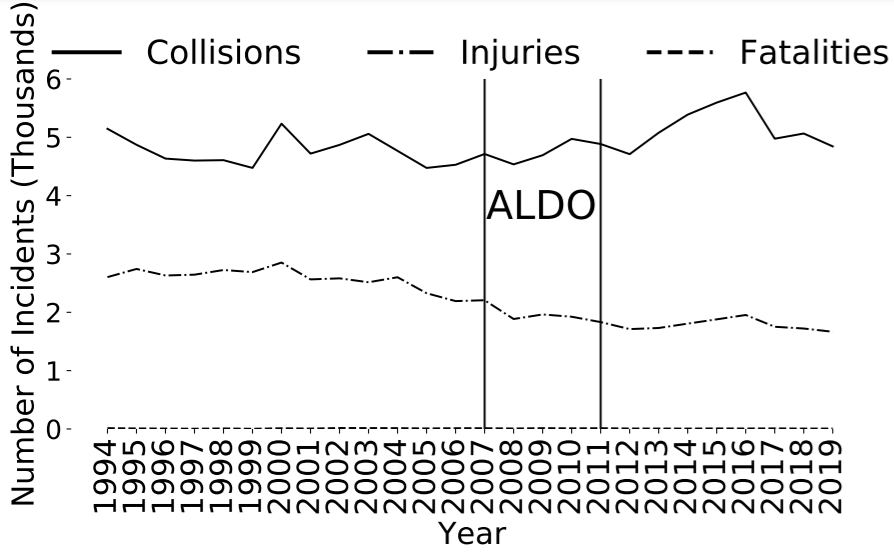 Collisions Injuries Fatalities
Number of Incidents (Thousands)
6
5
4
3
2
1
0
ALDO
1994 1995 1996 1997 1998 1999 2000 2001 2002 2003 2004 2005 2006 2007 2008 2009 2010 2011 2012 2013 2014 2015 2016 2017 2018 2019
Year